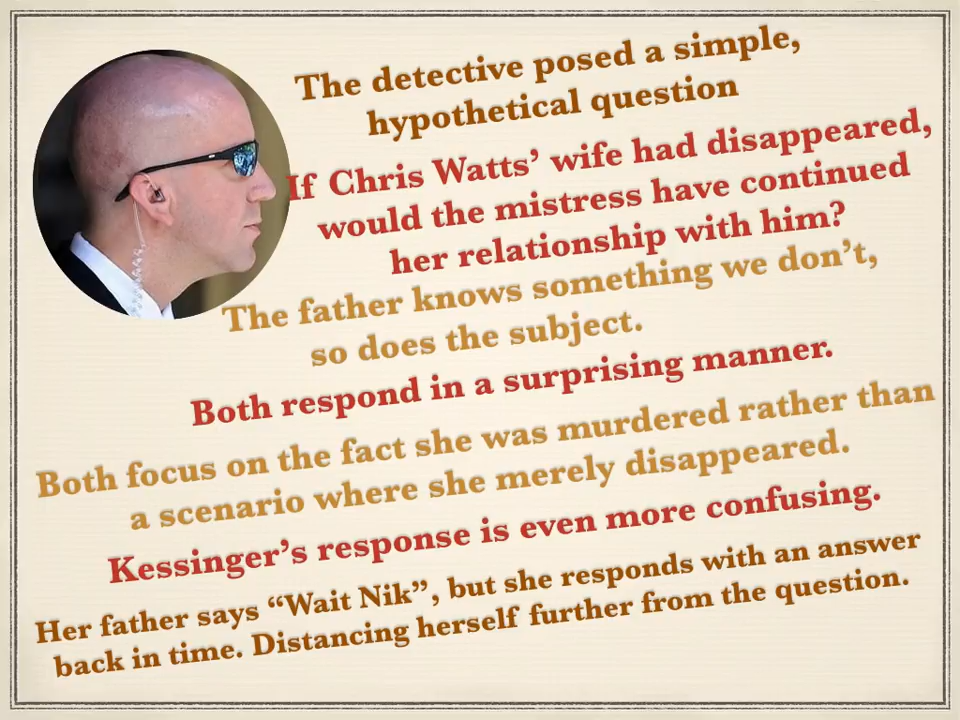 The detective posed a simple,
hypothetical question
If Chris Watts’ wife had disappeared,
would the mistress have continued
her relationship with him?
The father knows something we don’t,
so does the subject.
Both respond in a surprising manner.
Both focus on the fact she was murdered rather than
a scenario where she merely disappeared.
Kessinger’s response is even more confusing.
Her father says “Wait Nik”, but she responds with an answer
back in time. Distancing herself further from the question.